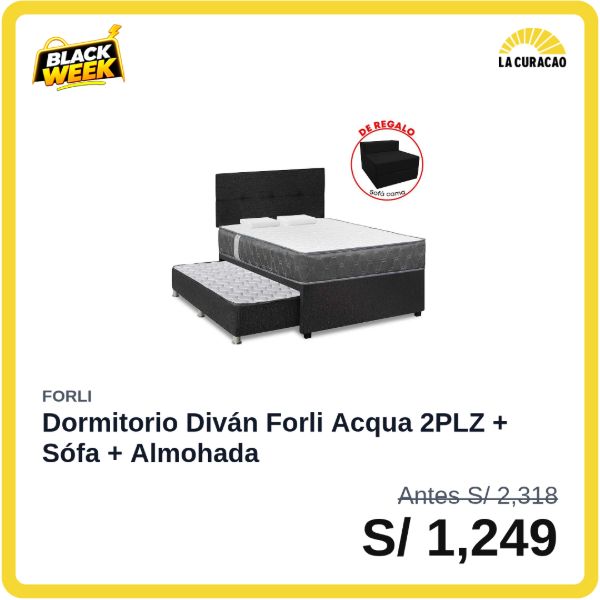 BLACK
WEEK
LA CURACAO
DE REGALO
Sofá cama
FORLI
Dormitorio Diván Forli Acqua 2PLZ +
Sófa + Almohada
Antes S/ 2,318
S/ 1,249